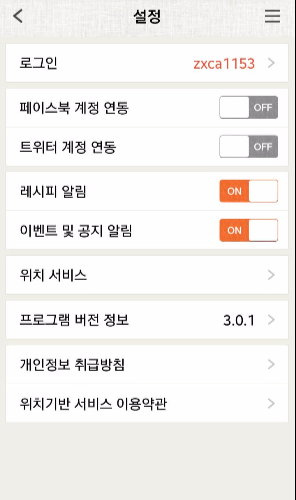 설정
로그인 zxca1153
페이스북 계정 연동 OFF
트위터 계정 연동 OFF
레시피 알림 ON
이벤트 및 공지 알림 ON
위치 서비스
프로그램 버전 정보 3.0.1
개인정보 취급방침
위치기반 서비스 이용약관